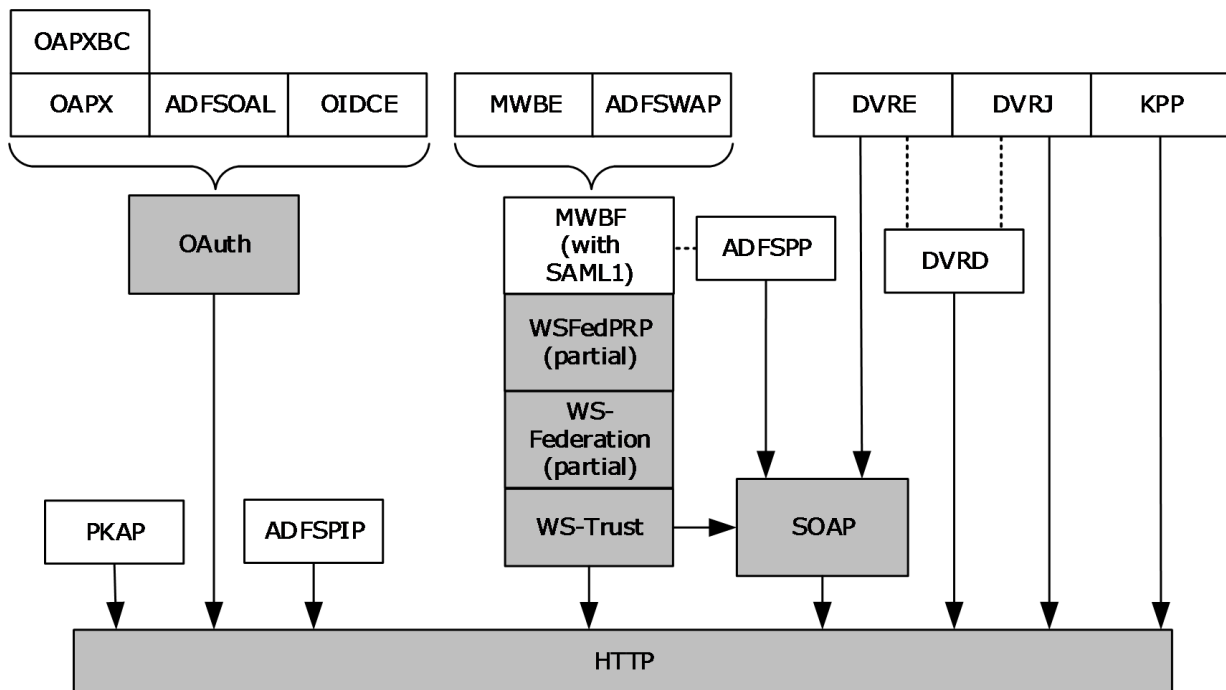 OAPXBC
OAPX
ADFSOAL
OIDCE
MWBE
ADFSWAP
DVRE
DVRJ
KPP
OAuth
MWBF
(with
SAML1)
ADFSPP
DVRD
WSFedPRP
(partial)
WS-
Federation
(partial)
PKAP
ADFSPIP
WS-Trust
SOAP
HTTP